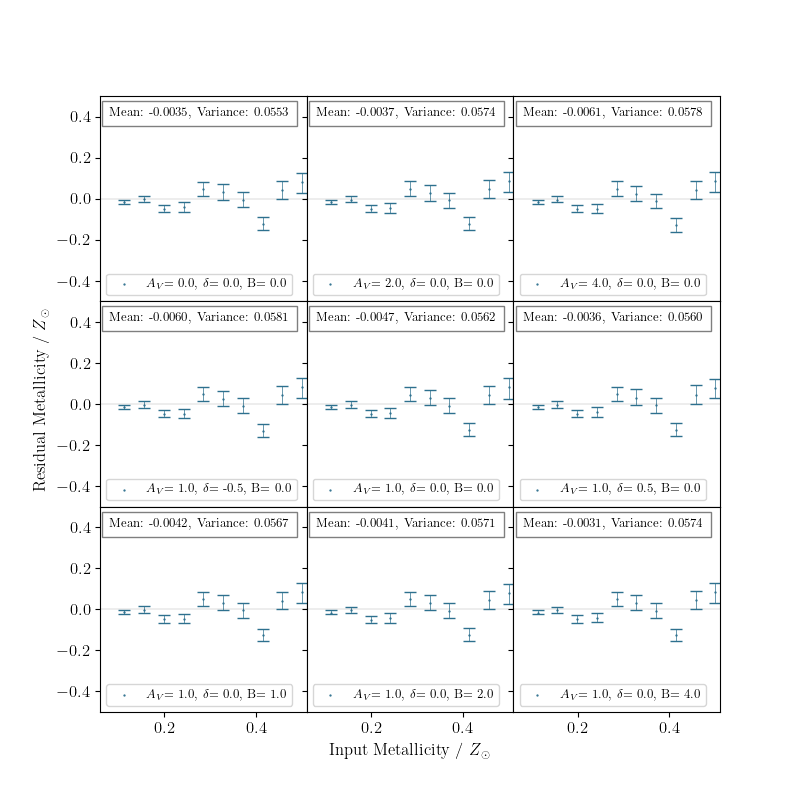 Mean: -0.0035, Variance: 0.0553
Mean: -0.0037, Variance: 0.0574
Mean: -0.0061, Variance: 0.0578
0.4
0.2
0.0
−0.2
−0.4
A_V= 0.0, δ= 0.0, B= 0.0
A_V= 2.0, δ= 0.0, B= 0.0
A_V= 4.0, δ= 0.0, B= 0.0
Residual Metallicity / Z_⊙
Mean: -0.0060, Variance: 0.0581
Mean: -0.0047, Variance: 0.0562
Mean: -0.0036, Variance: 0.0560
0.4
0.2
0.0
−0.2
−0.4
A_V= 1.0, δ= -0.5, B= 0.0
A_V= 1.0, δ= 0.0, B= 0.0
A_V= 1.0, δ= 0.5, B= 0.0
Mean: -0.0042, Variance: 0.0567
Mean: -0.0041, Variance: 0.0571
Mean: -0.0031, Variance: 0.0574
0.4
0.2
0.0
−0.2
−0.4
A_V= 1.0, δ= 0.0, B= 1.0
A_V= 1.0, δ= 0.0, B= 2.0
A_V= 1.0, δ= 0.0, B= 4.0
0.2 0.4 0.2 0.4 0.2 0.4
Input Metallicity / Z_⊙